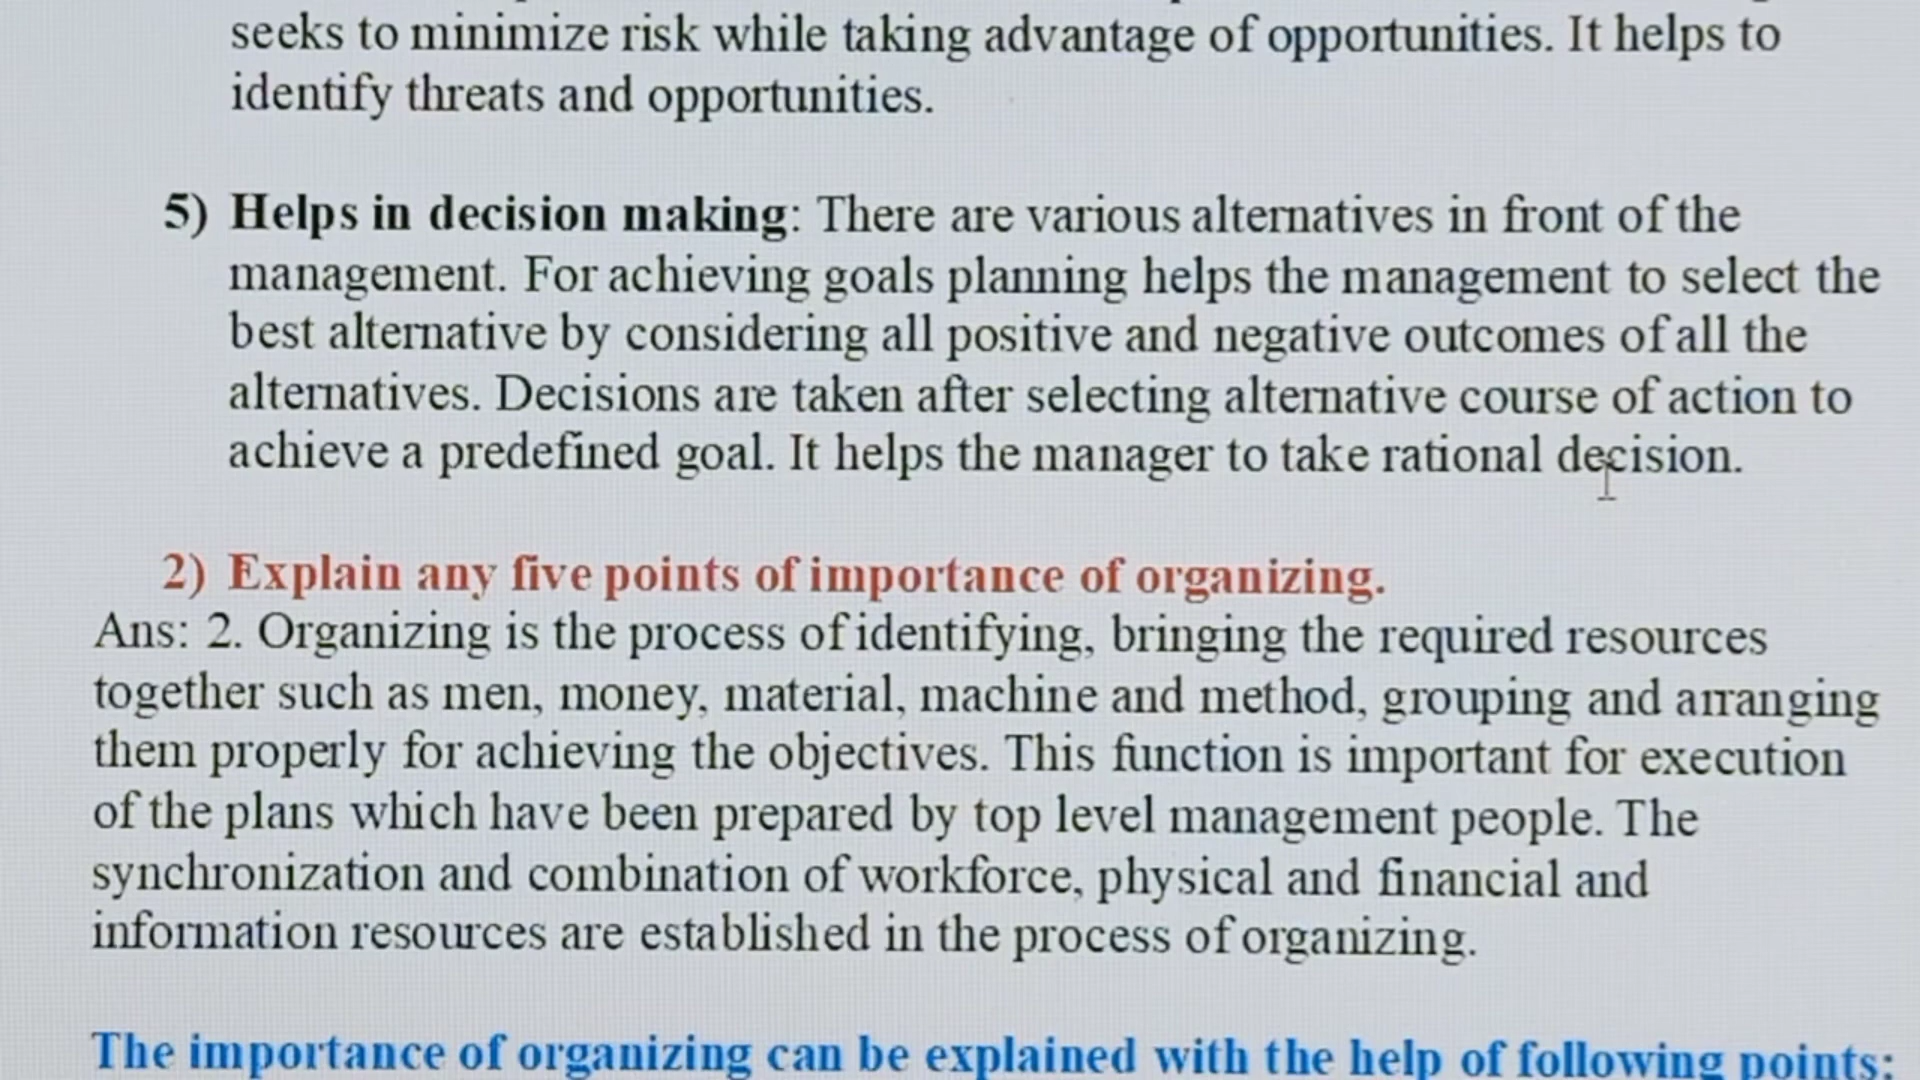 seeks to minimize risk while taking advantage of opportunities. It helps to
identify threats and opportunities.
5) Helps in decision making: There are various alternatives in front of the
management. For achieving goals planning helps the management to select the
best alternative by considering all positive and negative outcomes of all the
alternatives. Decisions are taken after selecting alternative course of action to
achieve a predefined goal. It helps the manager to take rational decision.
2) Explain any five points of importance of organizing.
Ans: 2. Organizing is the process of identifying, bringing the required resources
together such as men, money, material, machine and method, grouping and arranging
them properly for achieving the objectives. This function is important for execution
of the plans which have been prepared by top level management people. The
synchronization and combination of workforce, physical and financial and
information resources are established in the process of organizing.
The importance of organizing can be explained with the help of following points: